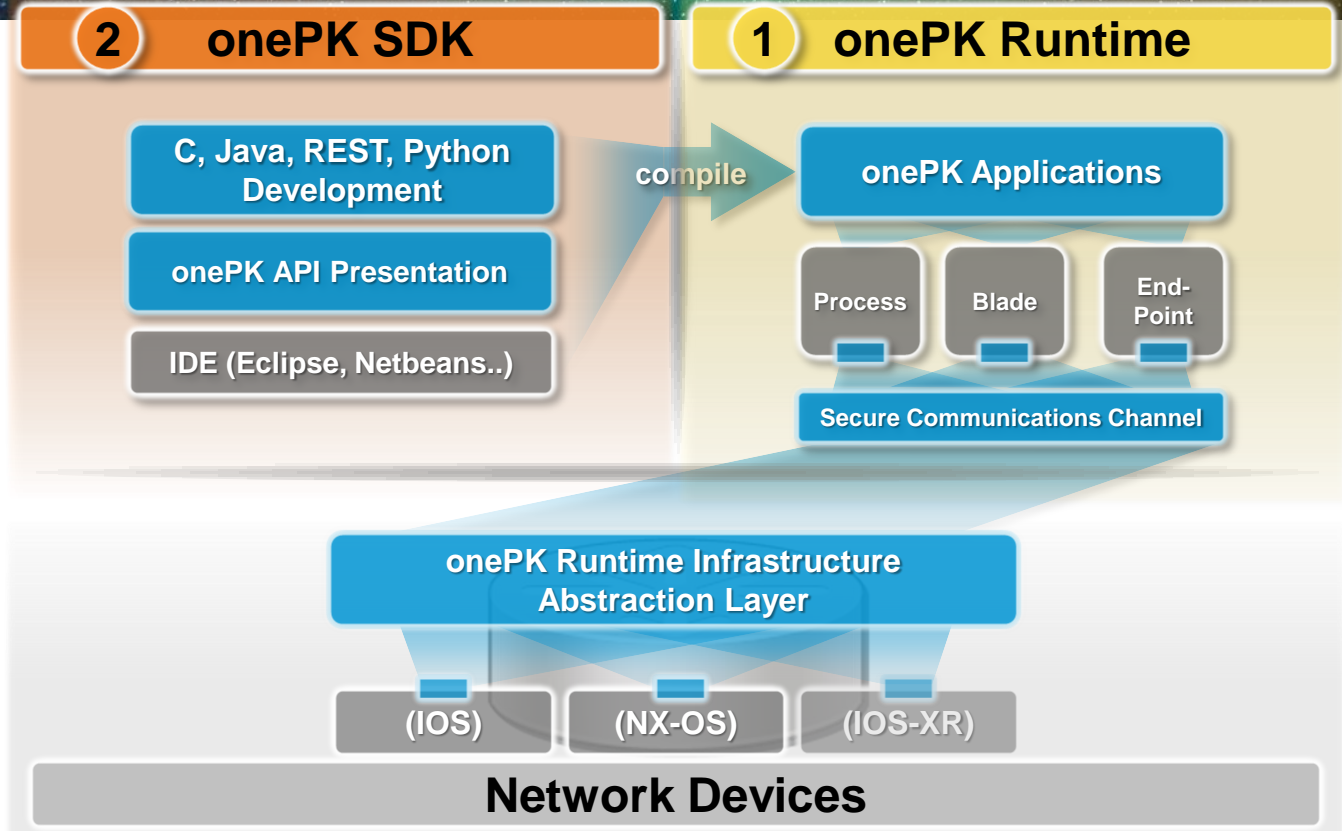 2 onePK SDK
1 onePK Runtime
C, Java, REST, Python
Development
onePK API Presentation
IDE (Eclipse, Netbeans..)
compile
onePK Applications
Process
Blade
End-
Point
Secure Communications Channel
onePK Runtime Infrastructure
Abstraction Layer
(IOS)
(NX-OS)
(IOS-XR)
Network Devices